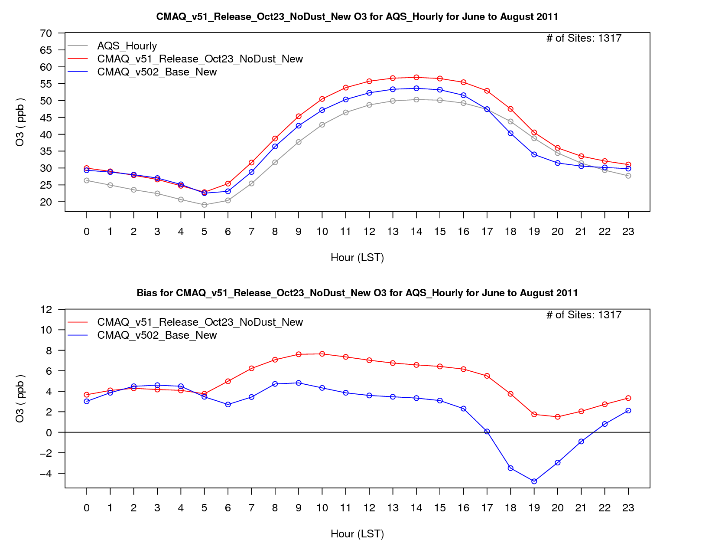 CMAQ_v51_Release_Oct23_NoDust_New O3 for AQS_Hourly for June to August 2011
# of Sites: 1317
AQS_Hourly
CMAQ_v51_Release_Oct23_NoDust_New
CMAQ_v502_Base_New
70
65
60
55
50
45
40
35
30
25
20
O3 ( ppb )
0 1 2 3 4 5 6 7 8 9 10 11 12 13 14 15 16 17 18 19 20 21 22 23
Hour (LST)
Bias for CMAQ_v51_Release_Oct23_NoDust_New O3 for AQS_Hourly for June to August 2011
# of Sites: 1317
CMAQ_v51_Release_Oct23_NoDust_New
CMAQ_v502_Base_New
12
10
8
6
4
2
0
−2
−4
O3 ( ppb )
0 1 2 3 4 5 6 7 8 9 10 11 12 13 14 15 16 17 18 19 20 21 22 23
Hour (LST)